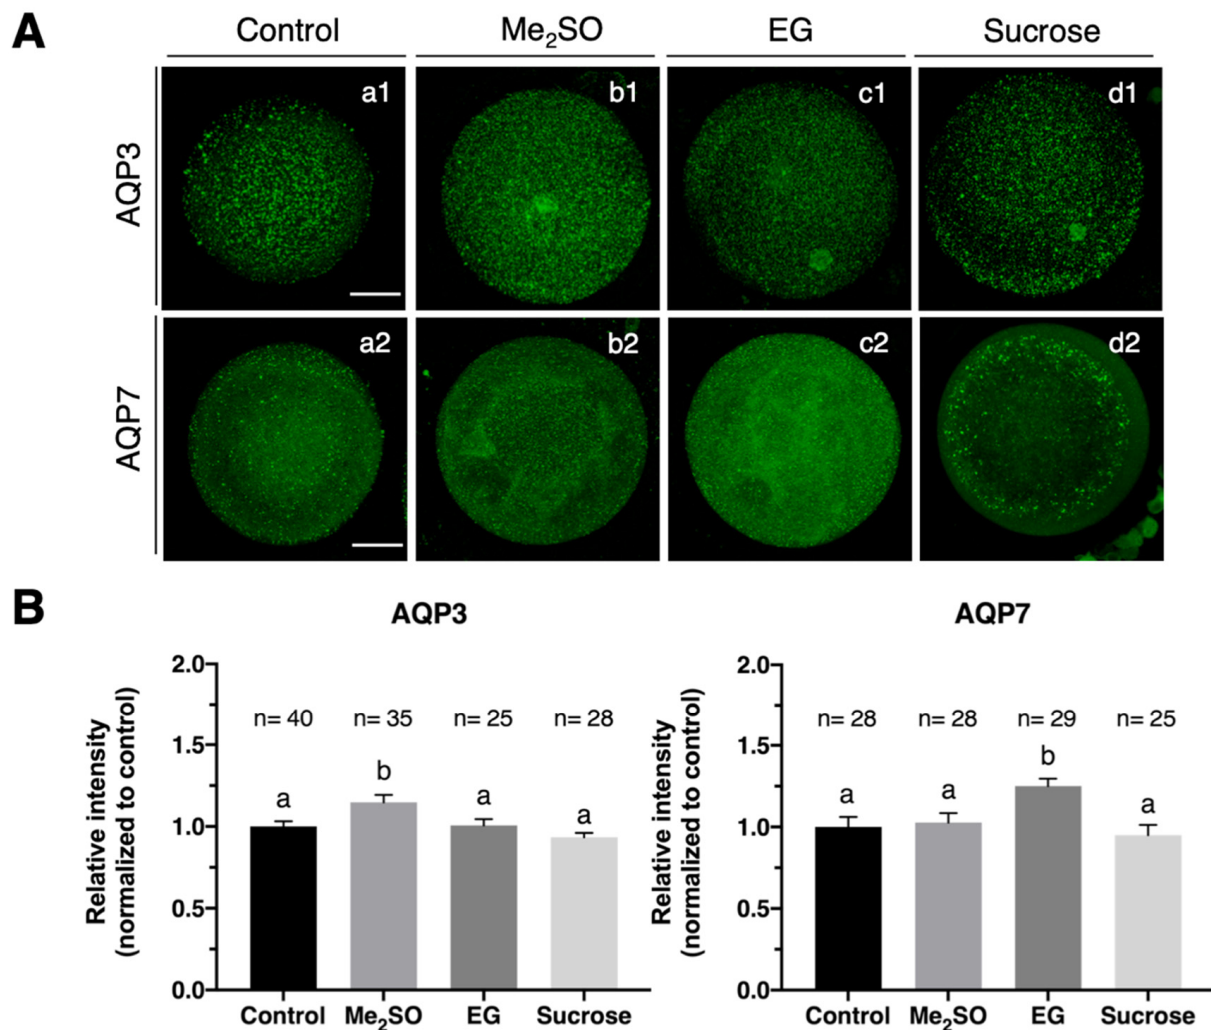 A
Control Me₂SO EG Sucrose
AQP3
a1 b1 c1 d1
AQP7
a2 b2 c2 d2
B
AQP3
Relative intensity
(normalized to control)
2.0
1.5
1.0
0.5
0.0
n= 40 n= 35 n= 25 n= 28
a b a a
Control Me₂SO EG Sucrose
AQP7
Relative intensity
(normalized to control)
2.0
1.5
1.0
0.5
0.0
n= 28 n= 28 n= 29 n= 25
a a b a
Control Me₂SO EG Sucrose